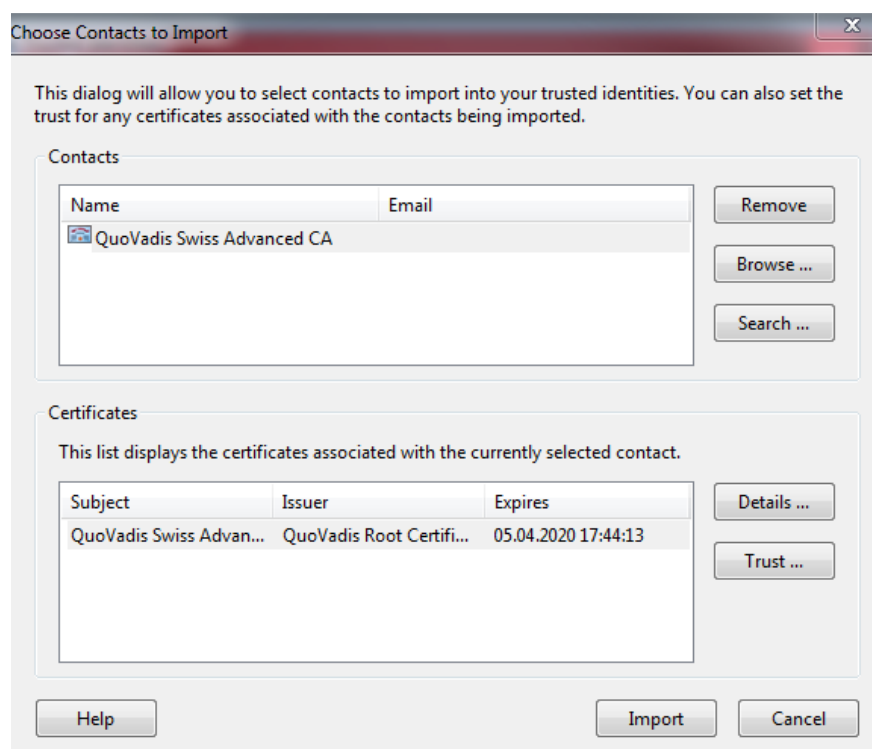 Choose Contacts to Import
This dialog will allow you to select contacts to import into your trusted identities. You can also set the
trust for any certificates associated with the contacts being imported.
Contacts
Name Email
QuoVadis Swiss Advanced CA
Remove
Browse ...
Search ...
Certificates
This list displays the certificates associated with the currently selected contact.
Subject Issuer Expires
QuoVadis Swiss Advan... QuoVadis Root Certifi... 05.04.2020 17:44:13
Details ...
Trust ...
Help Import Cancel